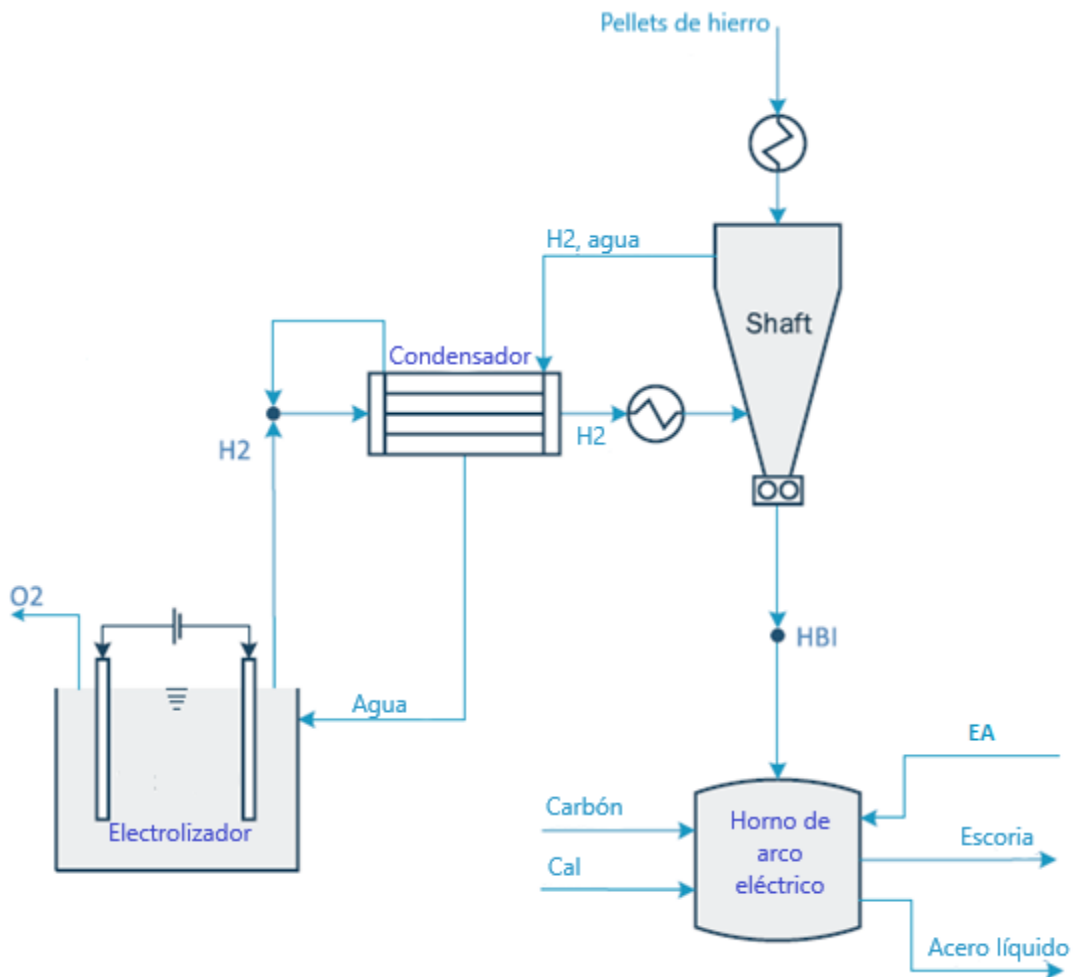 Pellets de hierro
H2, agua
Shaft
Condensador
H2
H2
O2
HBI
Agua
EA
Carbón
Horno de
arco
eléctrico
Electrolizador
Escoria
Cal
Acero líquido